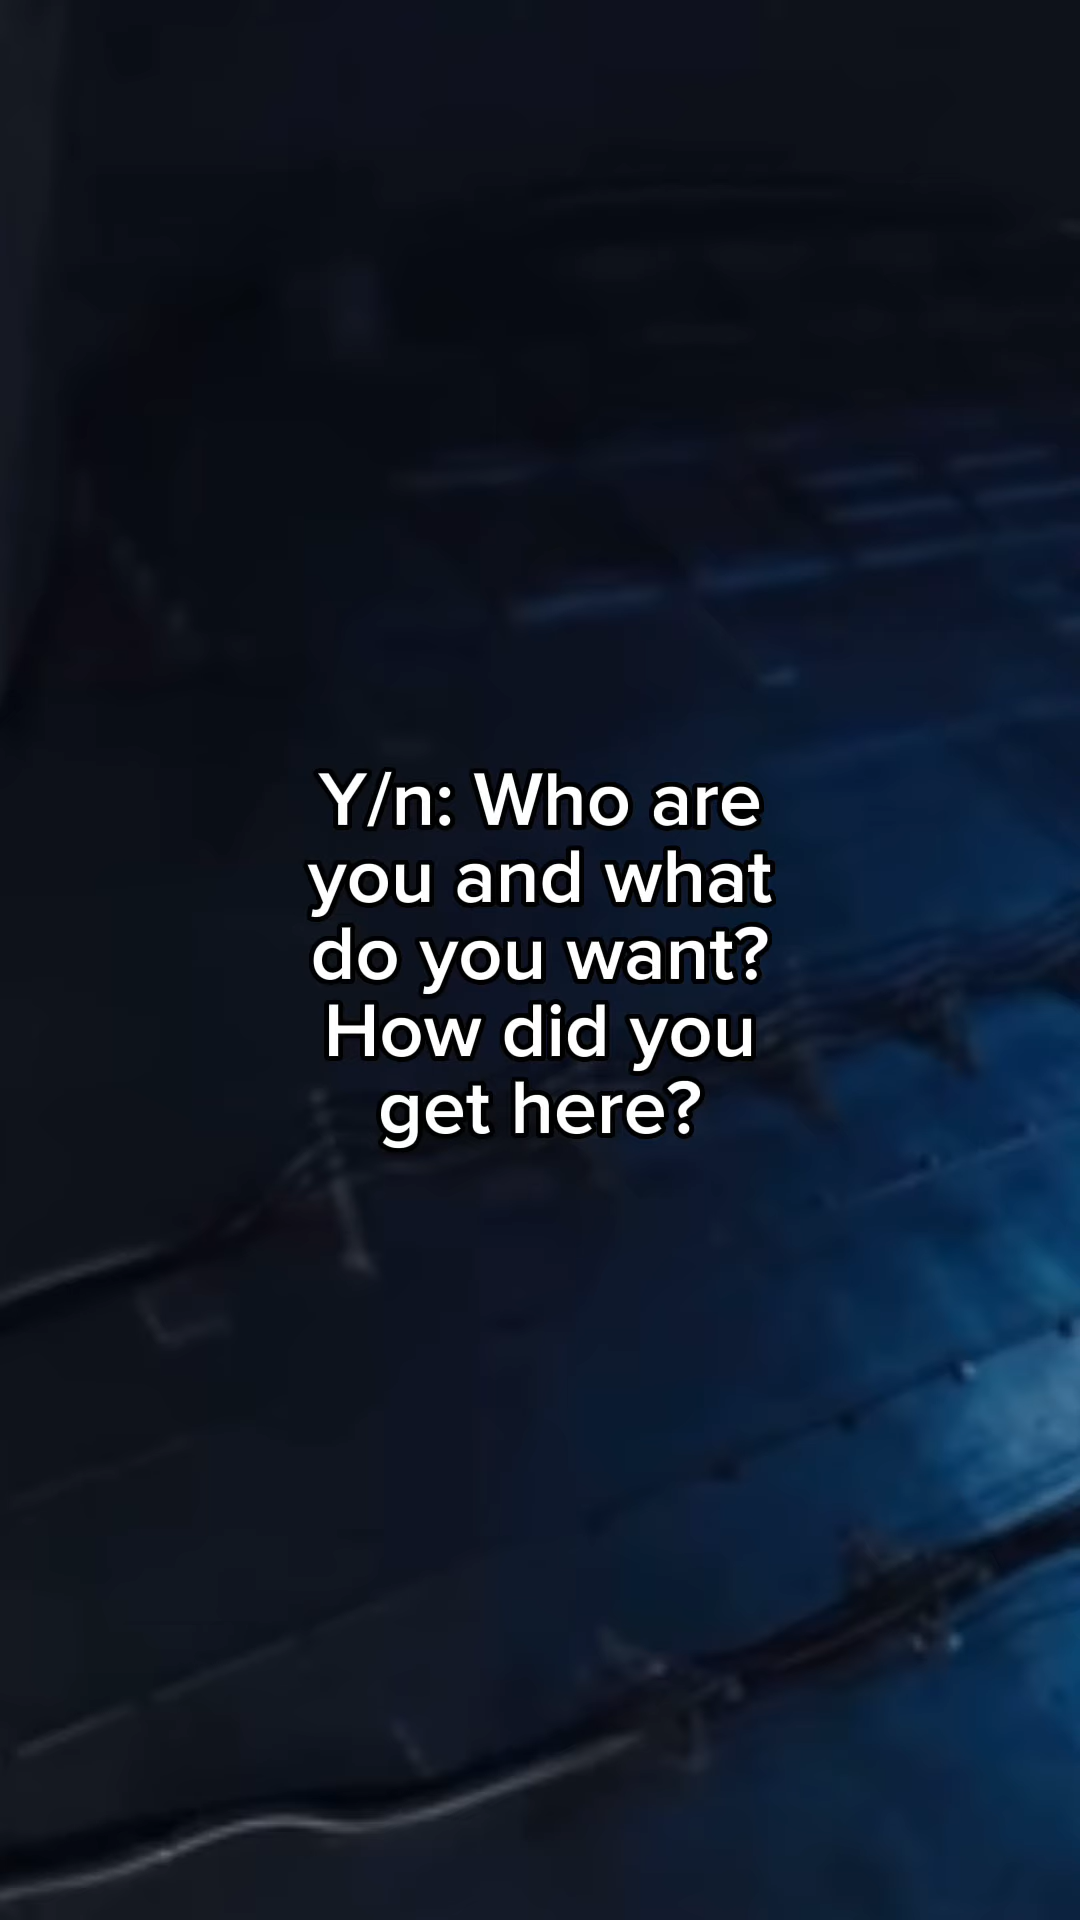 Y/n: Who are
you and what
do you want?
How did you
get here?